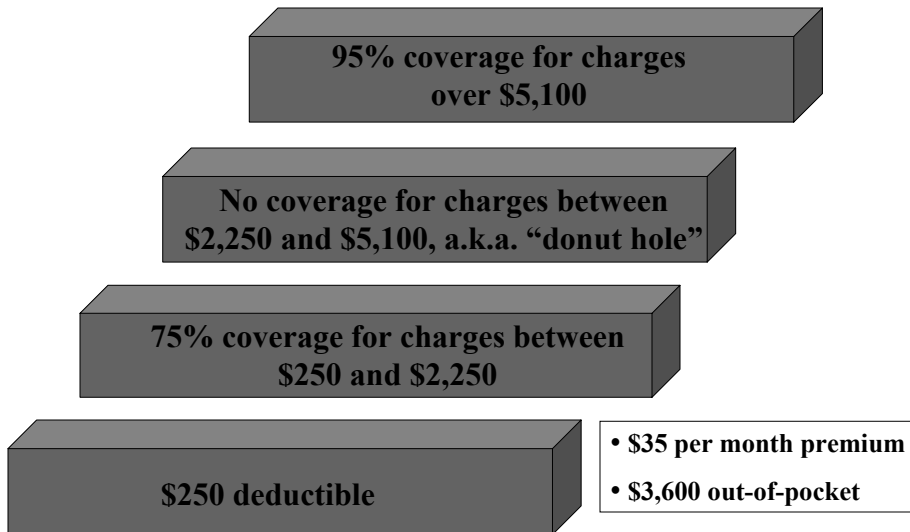 95% coverage for charges
over $5,100
No coverage for charges between
$2,250 and $5,100, a.k.a. “donut hole”
75% coverage for charges between
$250 and $2,250
$250 deductible
• $35 per month premium
• $3,600 out-of-pocket